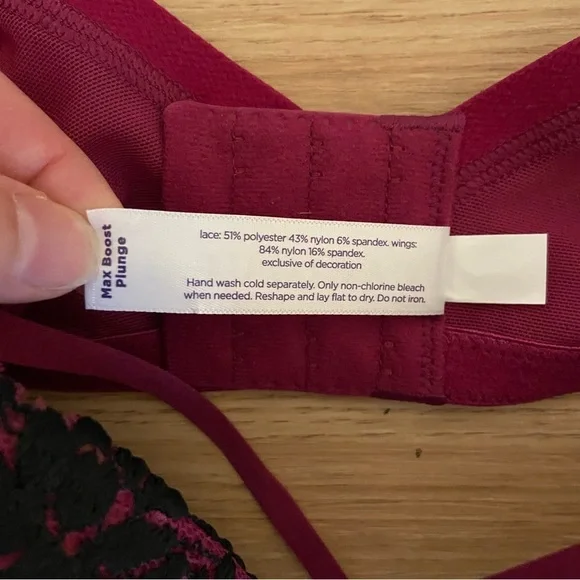 Max Boost
Plunge
lace: 51% polyester 43% nylon 6% spandex. wings:
84% nylon 16% spandex.
exclusive of decoration
Hand wash cold separately. Only non-chlorine bleach
when needed. Reshape and lay flat to dry. Do not iron.